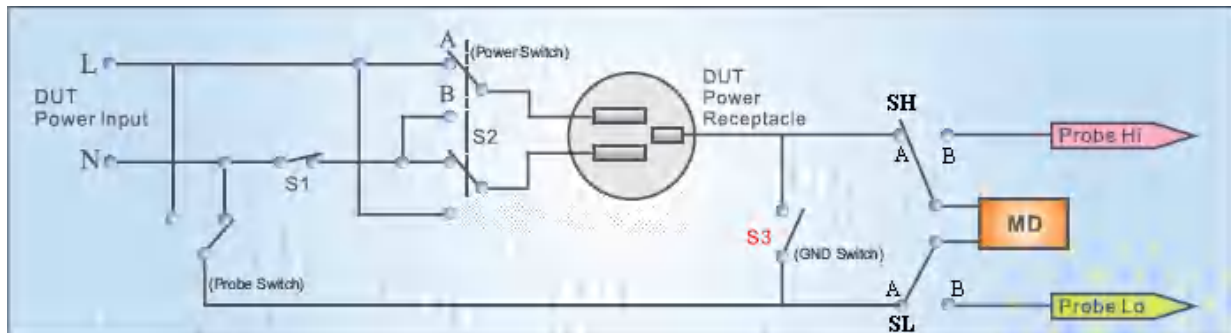 L
DUT
Power Input
N
S1
(Probe Switch)
A
(Power Switch)
B
S2
DUT
Power
Receptacle
S3
(GND Switch)
SH
A
B
Probe Hi
MD
A
B
SL
Probe Lo